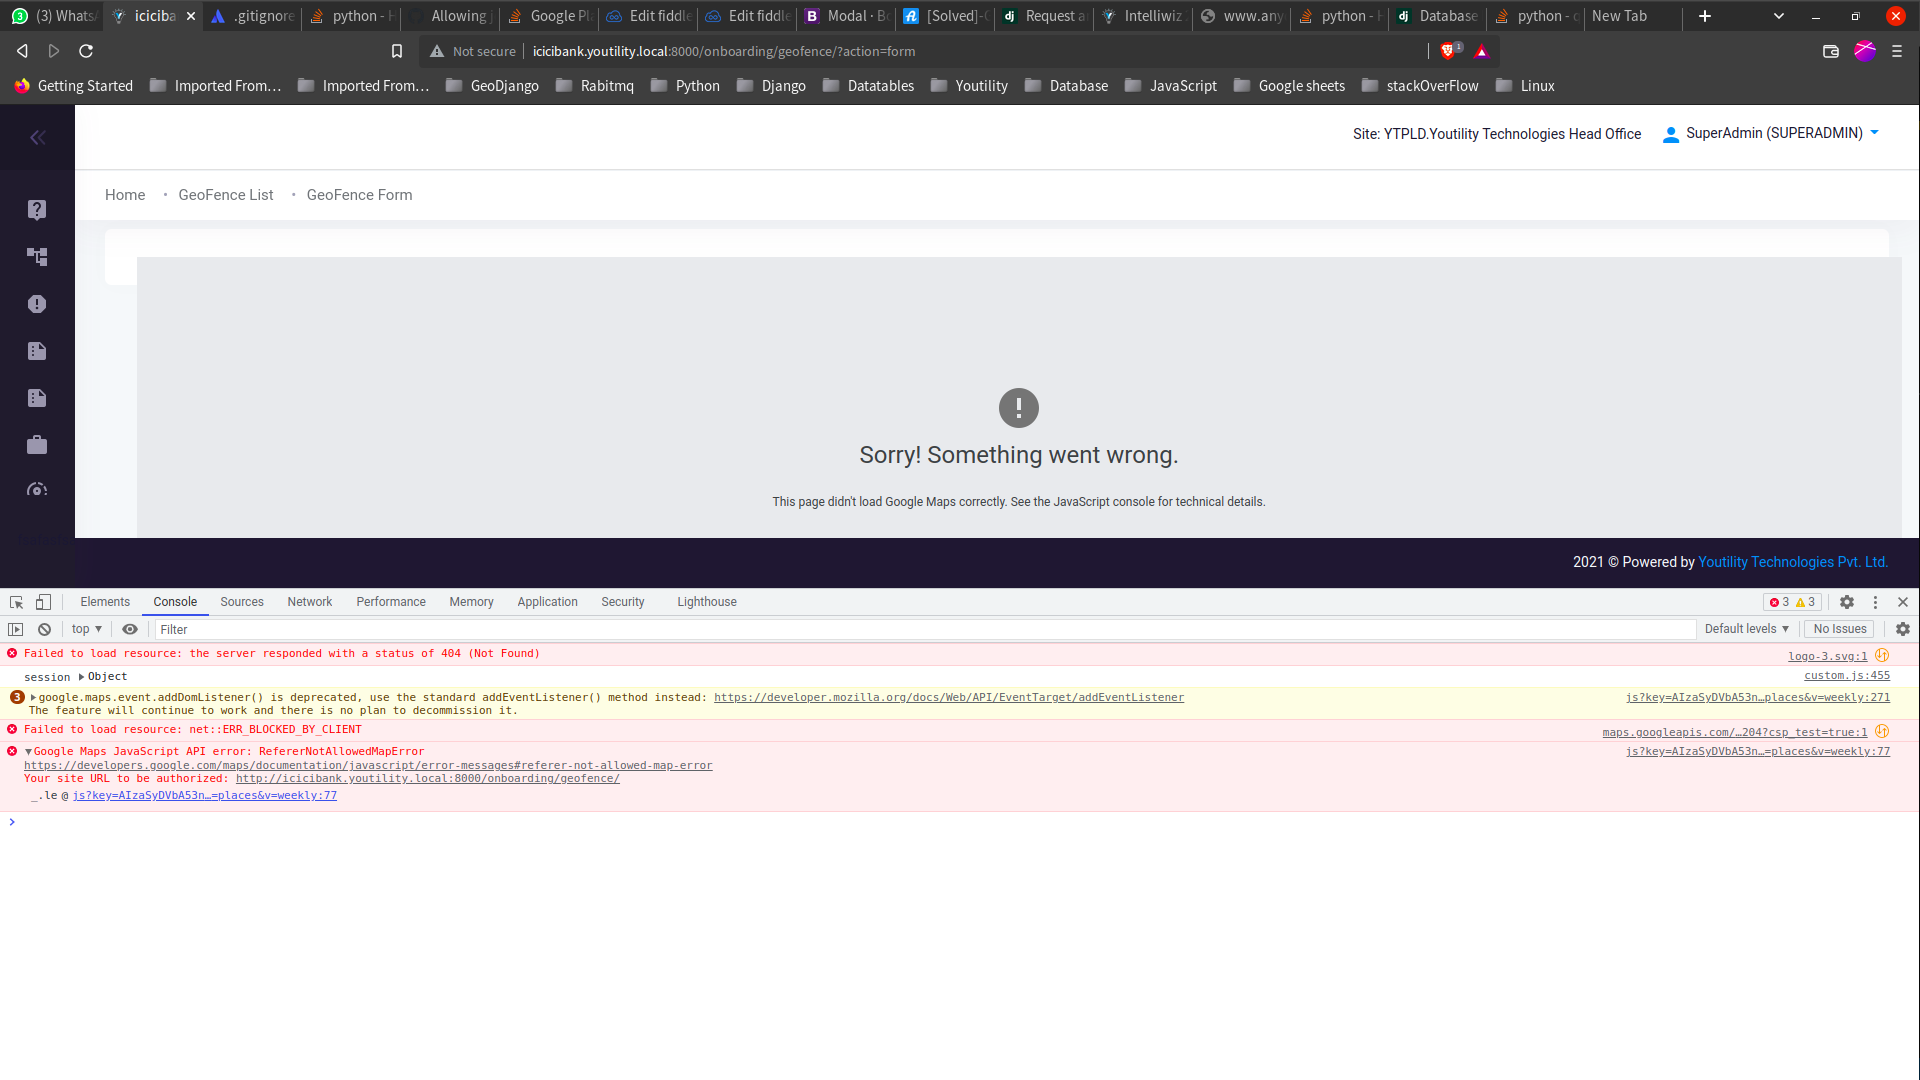 (3) Whats
iciciba
.gitignore
python - H
Allowing j
Google Pl
Edit fiddle
Edit fiddle
Modal · Bo
[Solved]-C
Request a
Intelliwiz
www.any
python - H
Database
python - q
New Tab
Not secure
icicibank.youtility.local:8000/onboarding/geofence/?action=form
1
Getting Started
Imported From…
Imported From…
GeoDjango
Rabitmq
Python
Django
Datatables
Youtility
Database
JavaScript
Google sheets
stackOverFlow
Linux
Site: YTPLD.Youtility Technologies Head Office
SuperAdmin (SUPERADMIN)
Home • GeoFence List • GeoFence Form
Sorry! Something went wrong.
This page didn't load Google Maps correctly. See the JavaScript console for technical details.
2021 © Powered by Youtility Technologies Pvt. Ltd.
Elements Console Sources Network Performance Memory Application Security Lighthouse 3 3
top Filter Default levels No Issues
Failed to load resource: the server responded with a status of 404 (Not Found) logo-3.svg:1
session Object custom.js:455
3 google.maps.event.addDomListener() is deprecated, use the standard addEventListener() method instead: https://developer.mozilla.org/docs/Web/API/EventTarget/addEventListener js?key=AIzaSyDVbA53n…places&v=weekly:271
The feature will continue to work and there is no plan to decommission it.
Failed to load resource: net::ERR_BLOCKED_BY_CLIENT maps.googleapis.com/…204?csp_test=true:1
Google Maps JavaScript API error: RefererNotAllowedMapError js?key=AIzaSyDVbA53n…=places&v=weekly:77
https://developers.google.com/maps/documentation/javascript/error-messages#referer-not-allowed-map-error
Your site URL to be authorized: http://icicibank.youtility.local:8000/onboarding/geofence/
_.le @ js?key=AIzaSyDVbA53n…=places&v=weekly:77